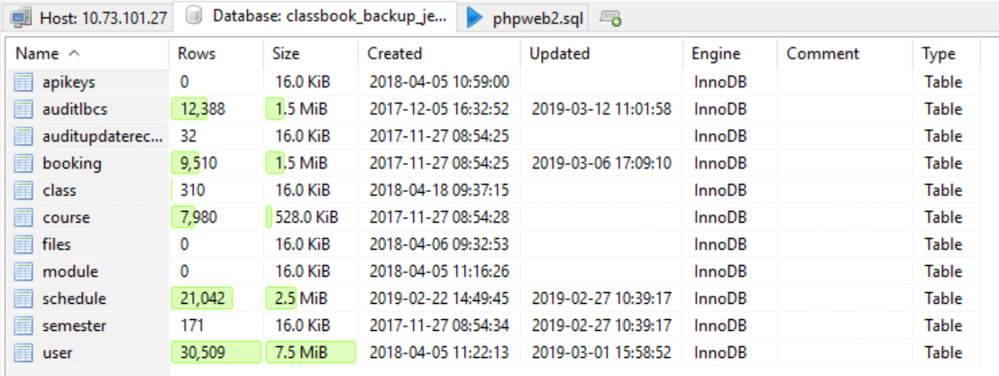 Host: 10.73.101.27 Database: classbook_backup_je... phpweb2.sql
Name Rows Size Created Updated Engine Comment Type
apikeys 0 16.0 KiB 2018-04-05 10:59:00 InnoDB Table
auditlbcs 12,388 1.5 MiB 2017-12-05 16:32:52 2019-03-12 11:01:58 InnoDB Table
auditupdaterec... 32 16.0 KiB 2017-11-27 08:54:25 InnoDB Table
booking 9,510 1.5 MiB 2017-11-27 08:54:25 2019-03-06 17:09:10 InnoDB Table
class 310 16.0 KiB 2018-04-18 09:37:15 InnoDB Table
course 7,980 528.0 KiB 2017-11-27 08:54:28 InnoDB Table
files 0 16.0 KiB 2018-04-06 09:32:53 InnoDB Table
module 0 16.0 KiB 2018-04-05 11:16:26 InnoDB Table
schedule 21,042 2.5 MiB 2019-02-22 14:49:45 2019-02-27 10:39:17 InnoDB Table
semester 171 16.0 KiB 2017-11-27 08:54:34 2019-02-27 10:39:17 InnoDB Table
user 30,509 7.5 MiB 2018-04-05 11:22:13 2019-03-01 15:58:52 InnoDB Table